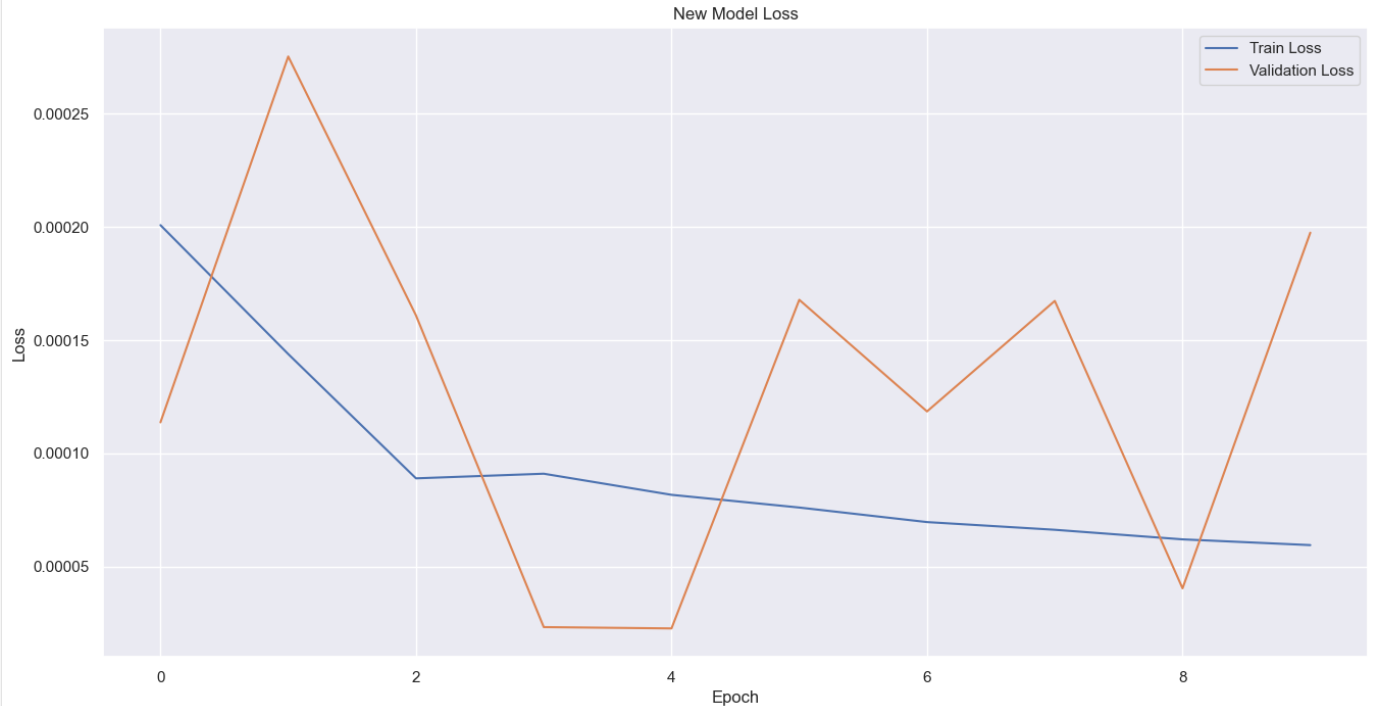 New Model Loss
Train Loss
Validation Loss
0.00025
0.00020
0.00015
0.00010
0.00005
Loss
0 2 4 6 8
Epoch